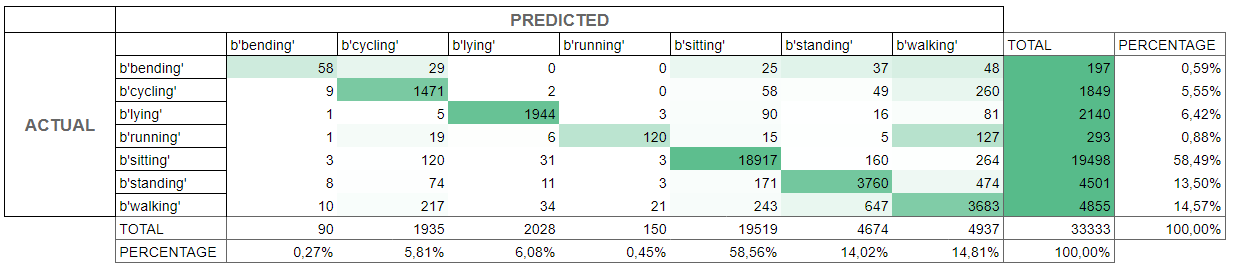 PREDICTED
b'bending' b'cycling' b'lying' b'running' b'sitting' b'standing' b'walking' TOTAL PERCENTAGE
ACTUAL
b'bending' 58 29 0 0 25 37 48 197 0,59%
b'cycling' 9 1471 2 0 58 49 260 1849 5,55%
b'lying' 1 5 1944 3 90 16 81 2140 6,42%
b'running' 1 19 6 120 15 5 127 293 0,88%
b'sitting' 3 120 31 3 18917 160 264 19498 58,49%
b'standing' 8 74 11 3 171 3760 474 4501 13,50%
b'walking' 10 217 34 21 243 647 3683 4855 14,57%
TOTAL 90 1935 2028 150 19519 4674 4937 33333 100,00%
PERCENTAGE 0,27% 5,81% 6,08% 0,45% 58,56% 14,02% 14,81% 100,00%